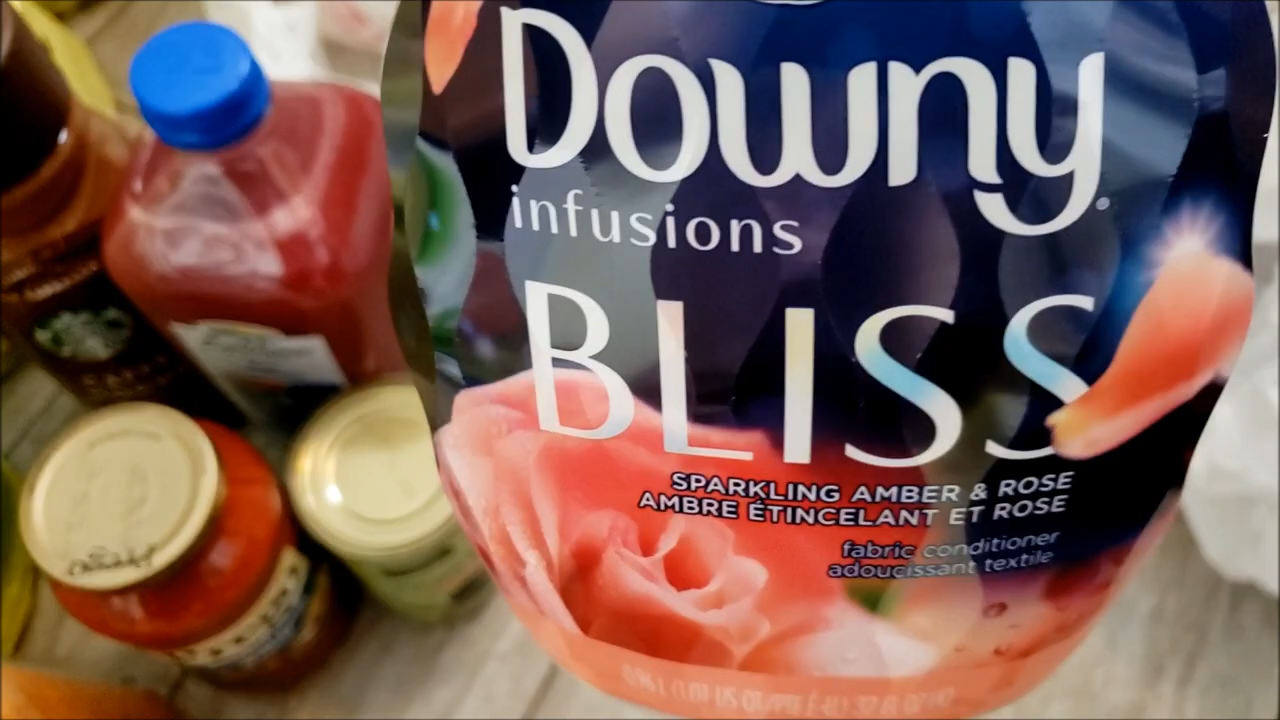 Downy
infusions
BLISS
SPARKLING AMBER & ROSE
AMBRE ÉTINCELANT ET ROSE
fabric conditioner
adoucissant textile